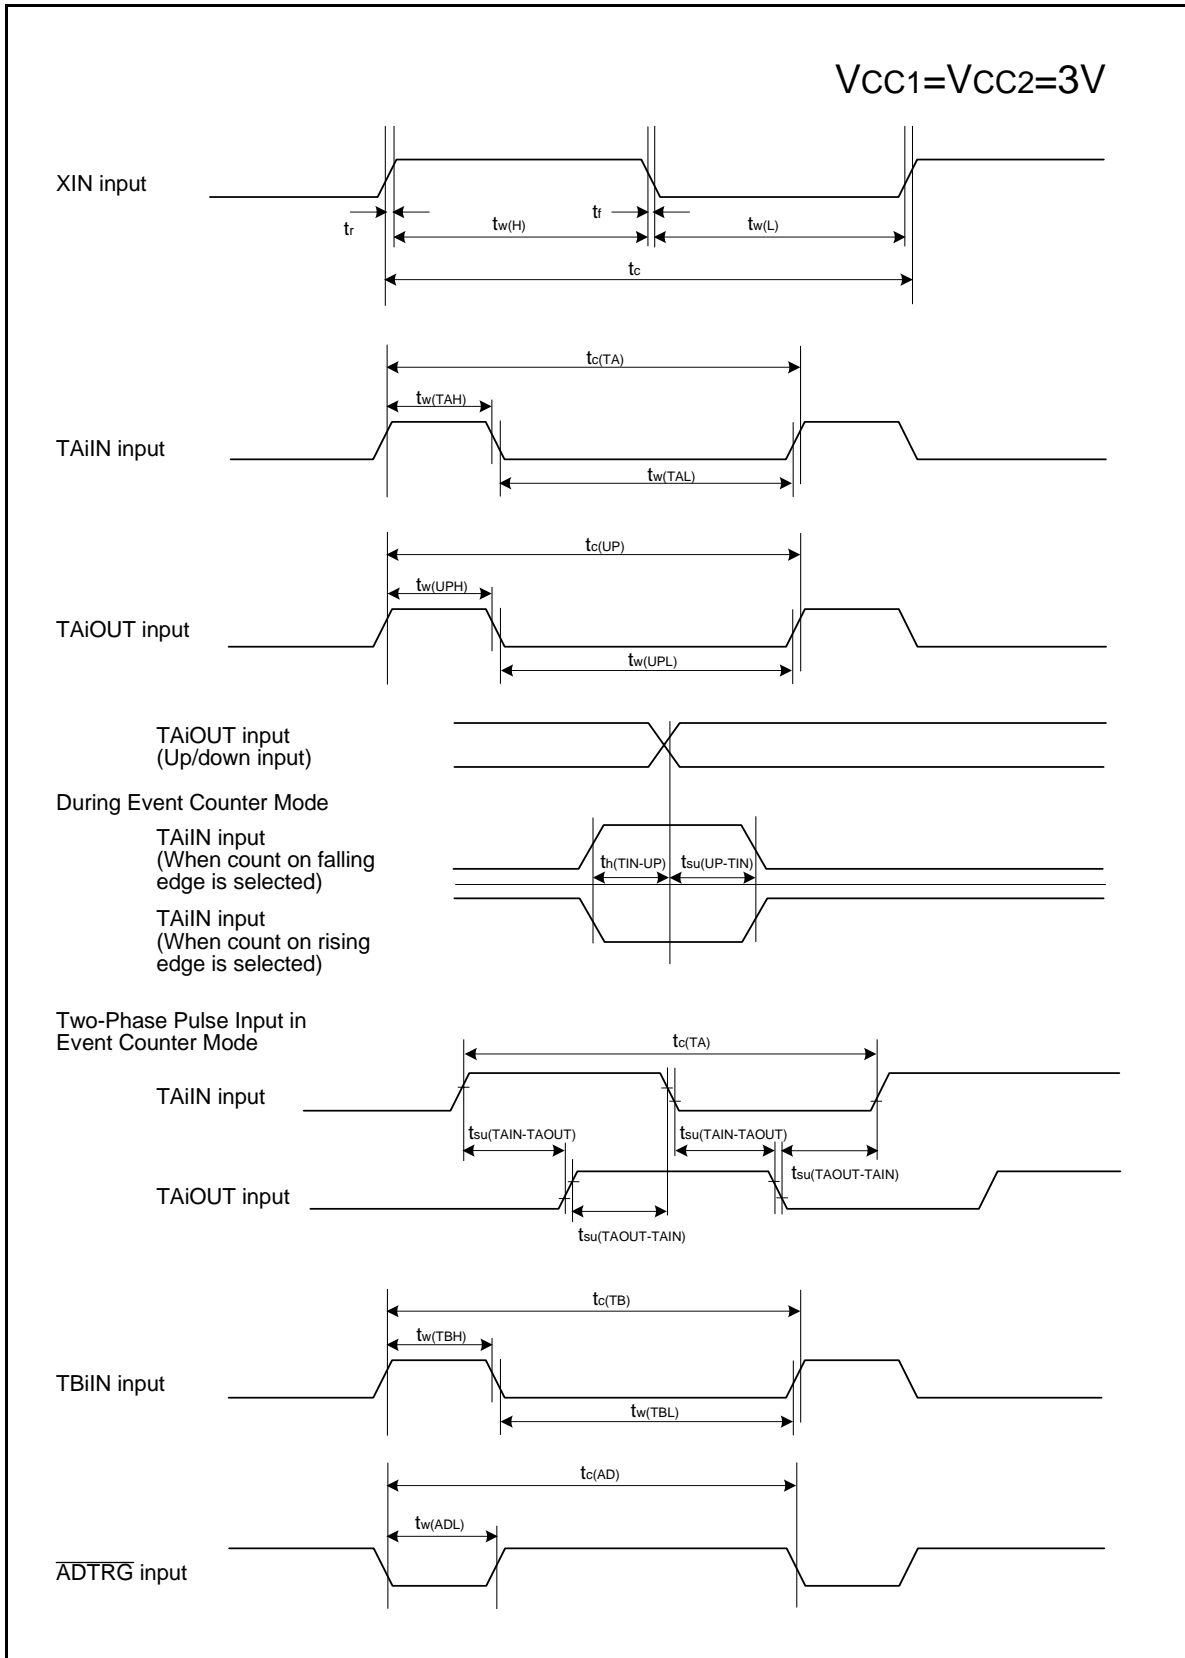 VCC1=VCC2=3V
XIN input
tr
tw(H)
tf
tw(L)
tc
tc(TA)
tw(TAH)
TAiIN input
tw(TAL)
tc(UP)
tw(UPH)
TAiOUT input
tw(UPL)
TAiOUT input
(Up/down input)
During Event Counter Mode
TAiIN input
(When count on falling
edge is selected)
th(TIN-UP)
tsu(UP-TIN)
TAiIN input
(When count on rising
edge is selected)
Two-Phase Pulse Input in
Event Counter Mode
tc(TA)
TAiIN input
tsu(TAIN-TAOUT)
tsu(TAIN-TAOUT)
tsu(TAOUT-TAIN)
TAiOUT input
tsu(TAOUT-TAIN)
tc(TB)
tw(TBH)
TBiIN input
tw(TBL)
tc(AD)
tw(ADL)
ADTRG input